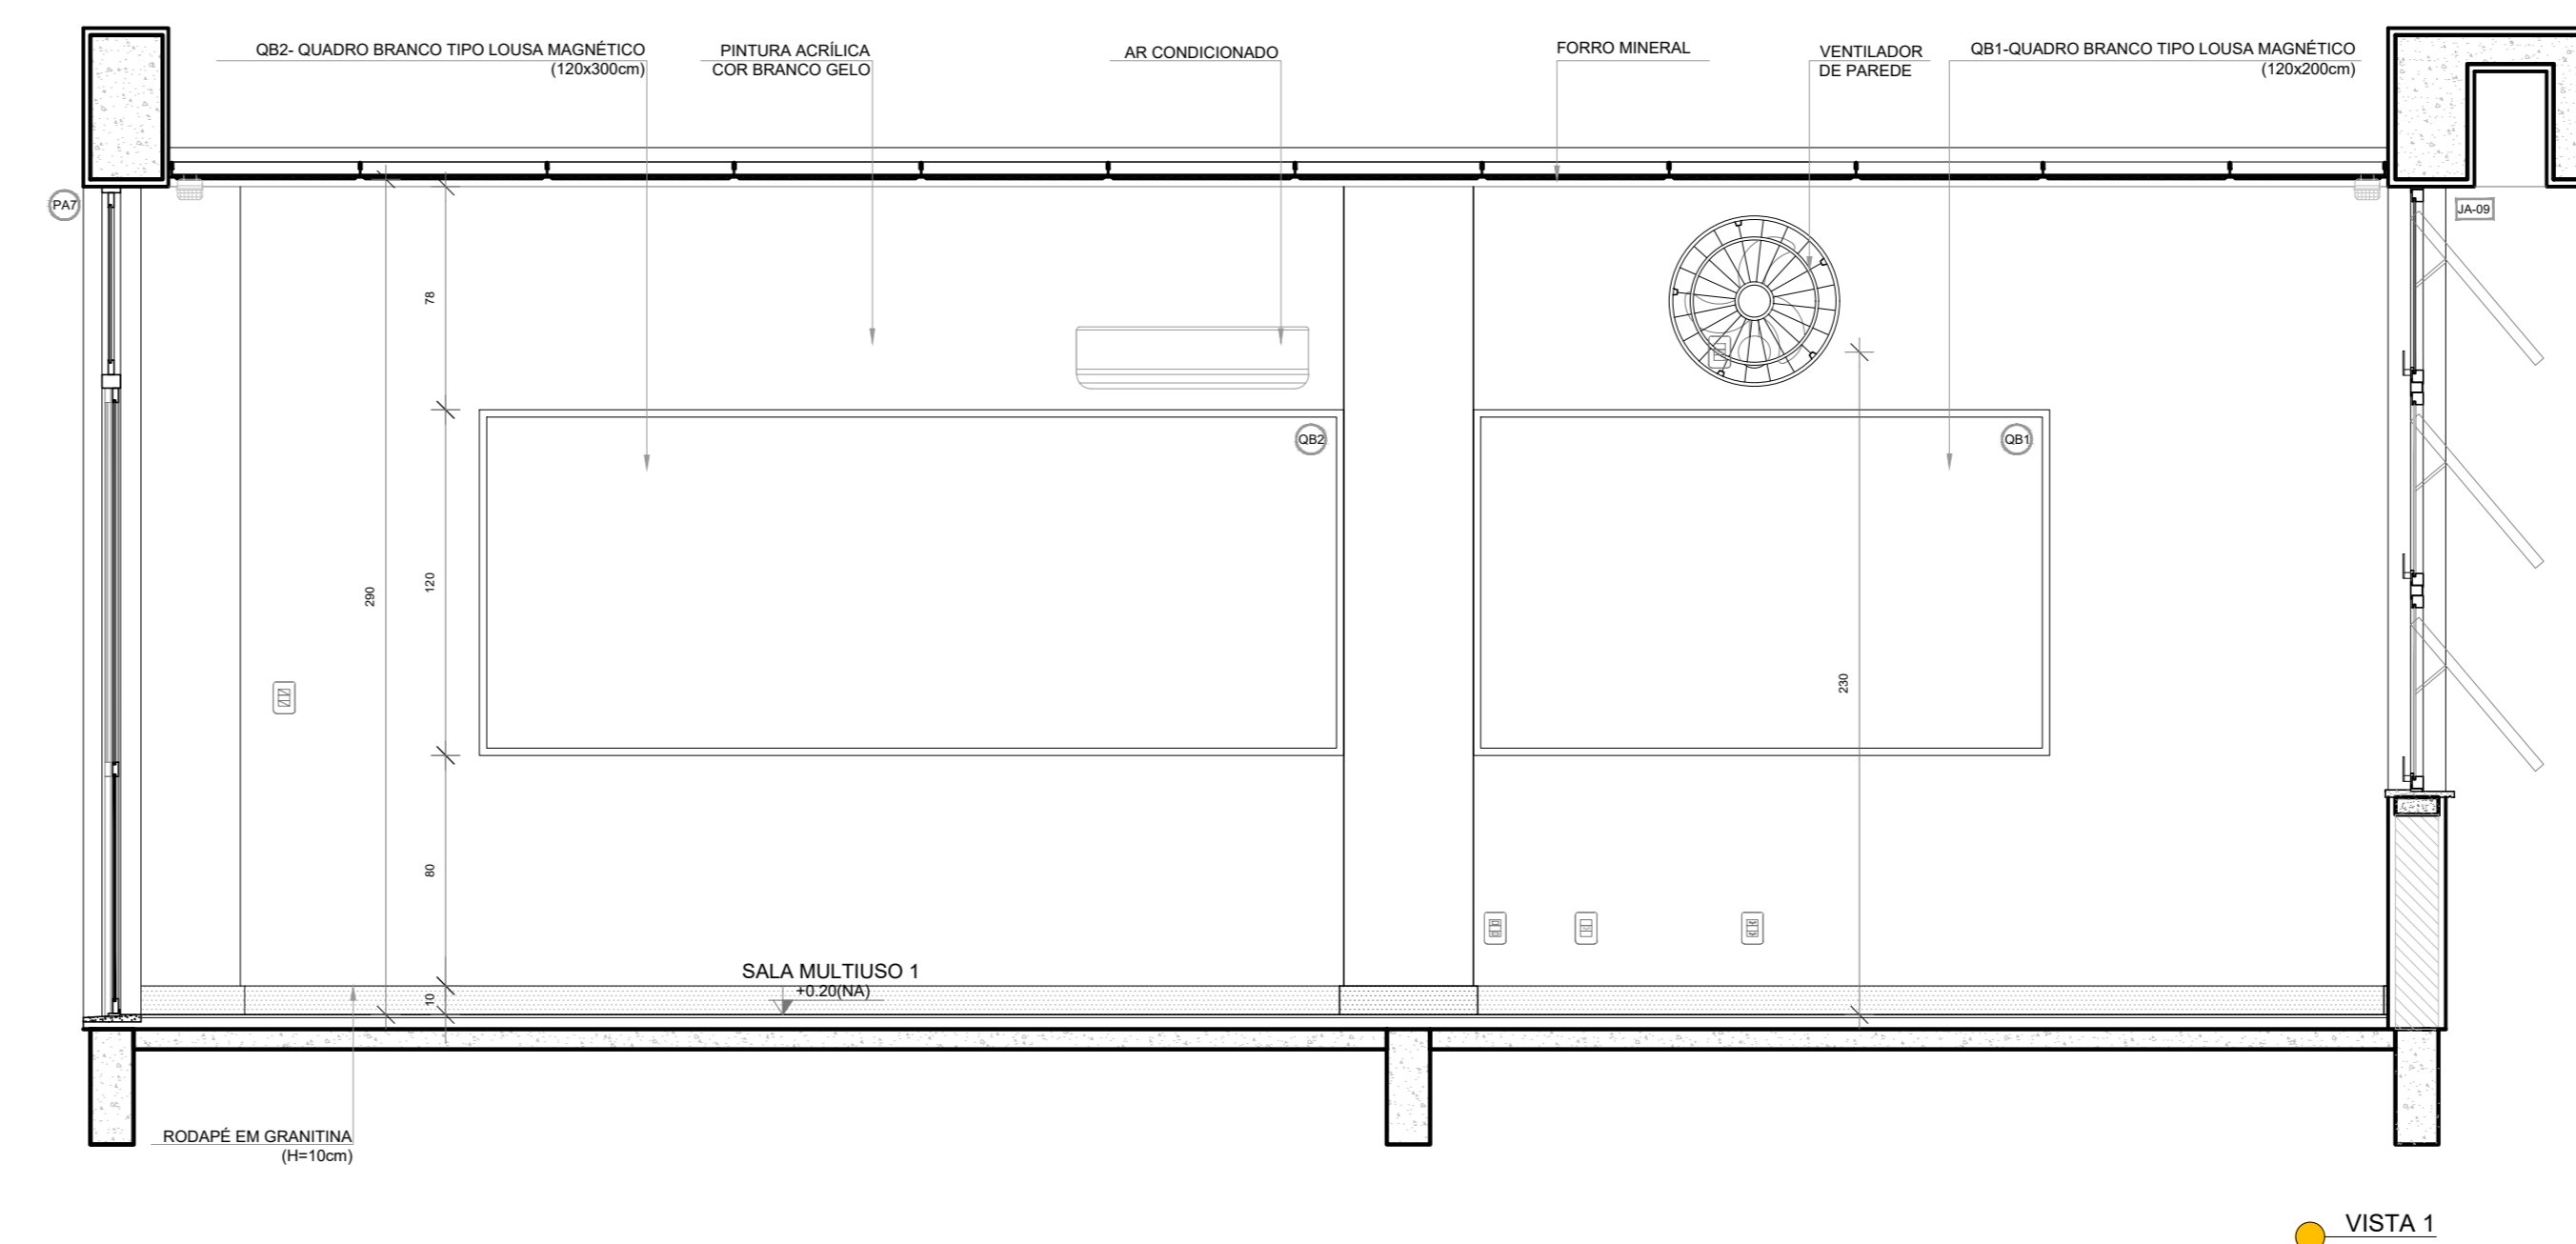 QB2- QUADRO BRANCO TIPO LOUSA MAGNÉTICO
(120x300cm)
PINTURA ACRÍLICA
COR BRANCO GELO
AR CONDICIONADO
FORRO MINERAL
VENTILADOR
DE PAREDE
QB1-QUADRO BRANCO TIPO LOUSA MAGNÉTICO
(120x200cm)
PA7
JA-09
78
QB2
QB1
290
120
230
80
SALA MULTIUSO 1
+0.20(NA)
10
RODAPÉ EM GRANITINA
(H=10cm)
VISTA 1